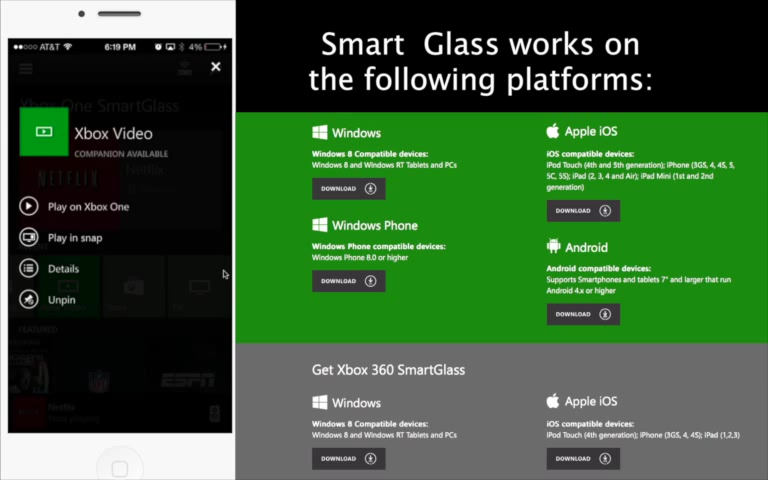 ●●○○○ AT&T
6:19 PM
4%
Xbox One SmartGlass
Xbox Video
COMPANION AVAILABLE
NETFLIX
Netflix
Play on Xbox One
Play in snap
Details
Unpin
FEATURED
NFL
ESPN
Netflix
Smart Glass works on
the following platforms:
Windows
Windows 8 Compatible devices:
Windows 8 and Windows RT Tablets and PCs
DOWNLOAD
Windows Phone
Windows Phone compatible devices:
Windows Phone 8.0 or higher
DOWNLOAD
Apple iOS
iOS compatible devices:
iPod Touch (4th and 5th generation); iPhone (3GS, 4, 4S, 5,
5C, 5S); iPad (2, 3, 4 and Air); iPad Mini (1st and 2nd
generation)
DOWNLOAD
Android
Android compatible devices:
Supports Smartphones and tablets 7" and larger that run
Android 4.x or higher
DOWNLOAD
Get Xbox 360 SmartGlass
Windows
Windows 8 Compatible devices:
Windows 8 and Windows RT Tablets and PCs
DOWNLOAD
Apple iOS
iOS compatible devices:
iPod Touch (4th generation); iPhone (3GS, 4, 4S); iPad (1,2,3)
DOWNLOAD